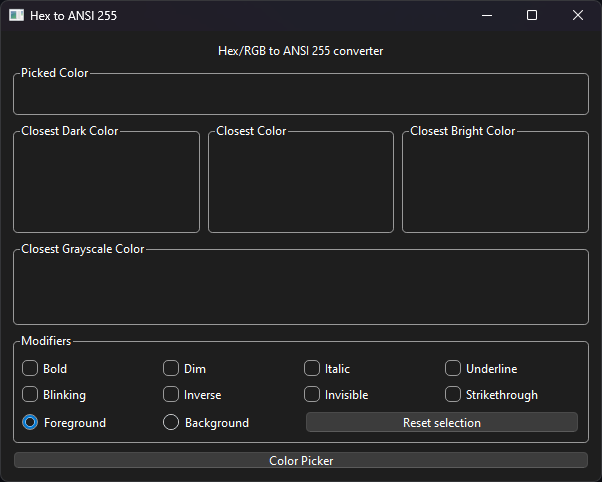 Hex to ANSI 255
Hex/RGB to ANSI 255 converter
Picked Color
Closest Dark Color Closest Color Closest Bright Color
Closest Grayscale Color
Modifiers
Bold Dim Italic Underline
Blinking Inverse Invisible Strikethrough
Foreground Background Reset selection
Color Picker